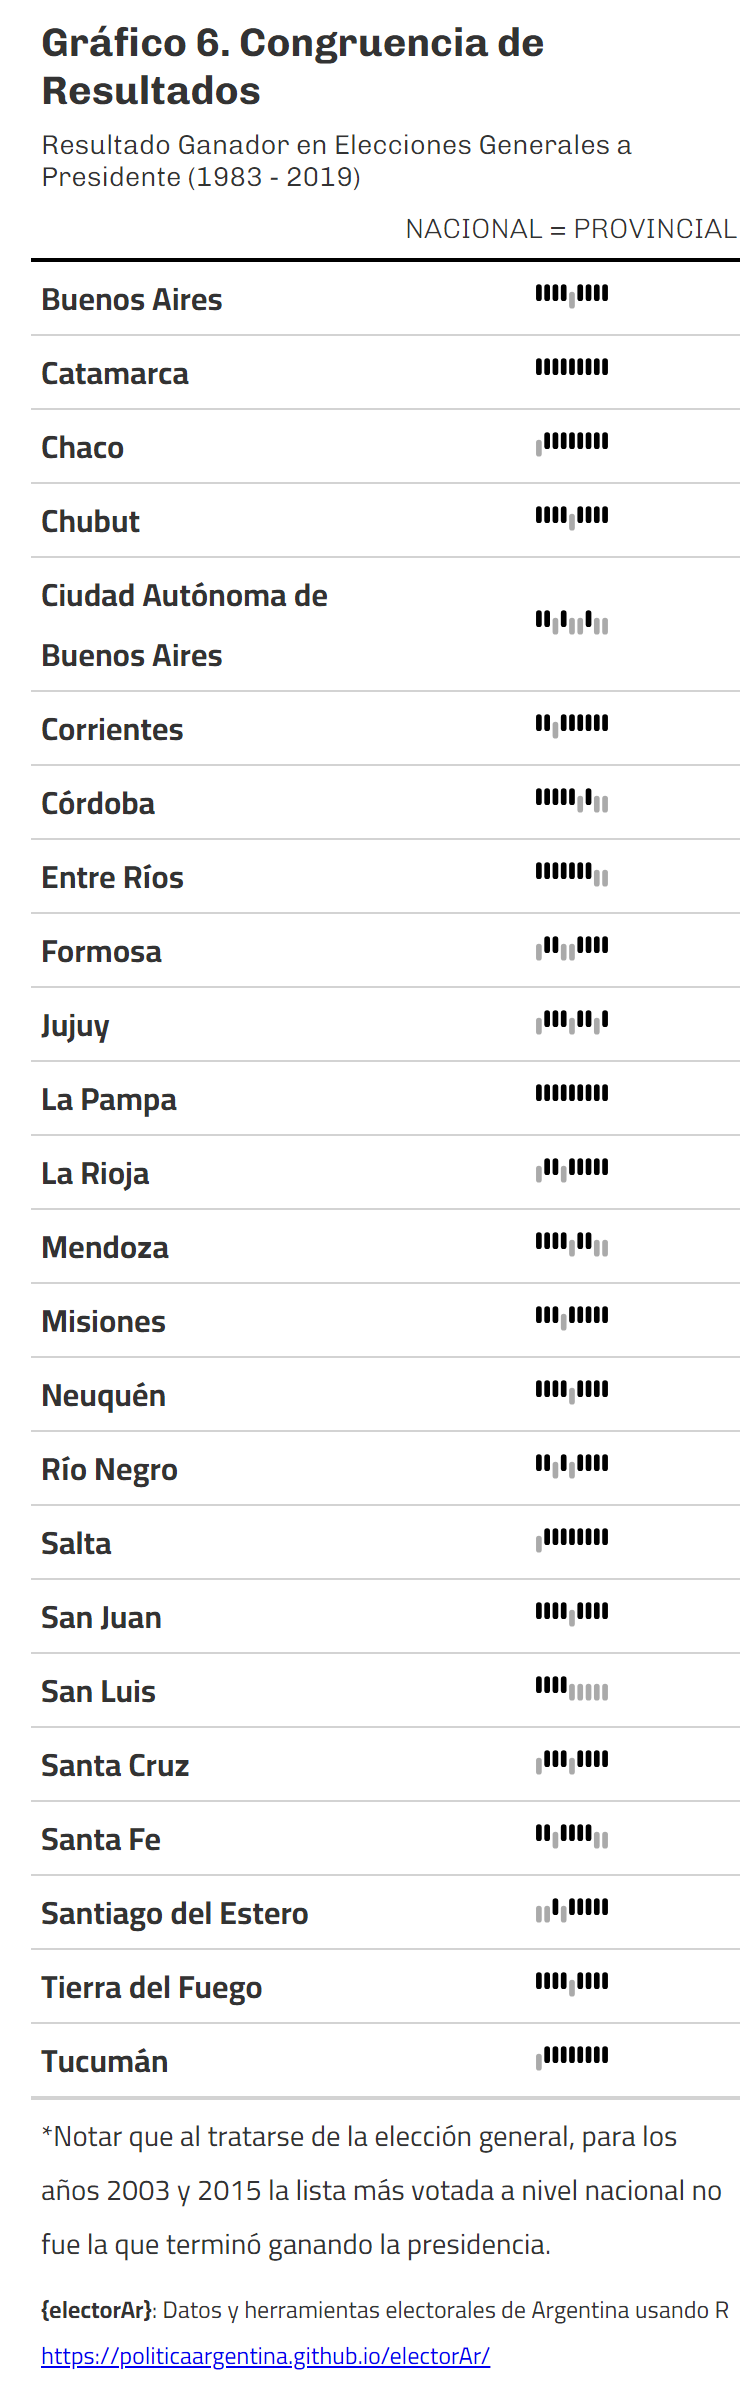 Gráfico 6. Congruencia de
Resultados
Resultado Ganador en Elecciones Generales a
Presidente (1983 - 2019)
NACIONAL = PROVINCIAL
Buenos Aires
Catamarca
Chaco
Chubut
Ciudad Autónoma de
Buenos Aires
Corrientes
Córdoba
Entre Ríos
Formosa
Jujuy
La Pampa
La Rioja
Mendoza
Misiones
Neuquén
Río Negro
Salta
San Juan
San Luis
Santa Cruz
Santa Fe
Santiago del Estero
Tierra del Fuego
Tucumán
*Notar que al tratarse de la elección general, para los
años 2003 y 2015 la lista más votada a nivel nacional no
fue la que terminó ganando la presidencia.
{electorAr}: Datos y herramientas electorales de Argentina usando R
https://politicaargentina.github.io/electorAr/